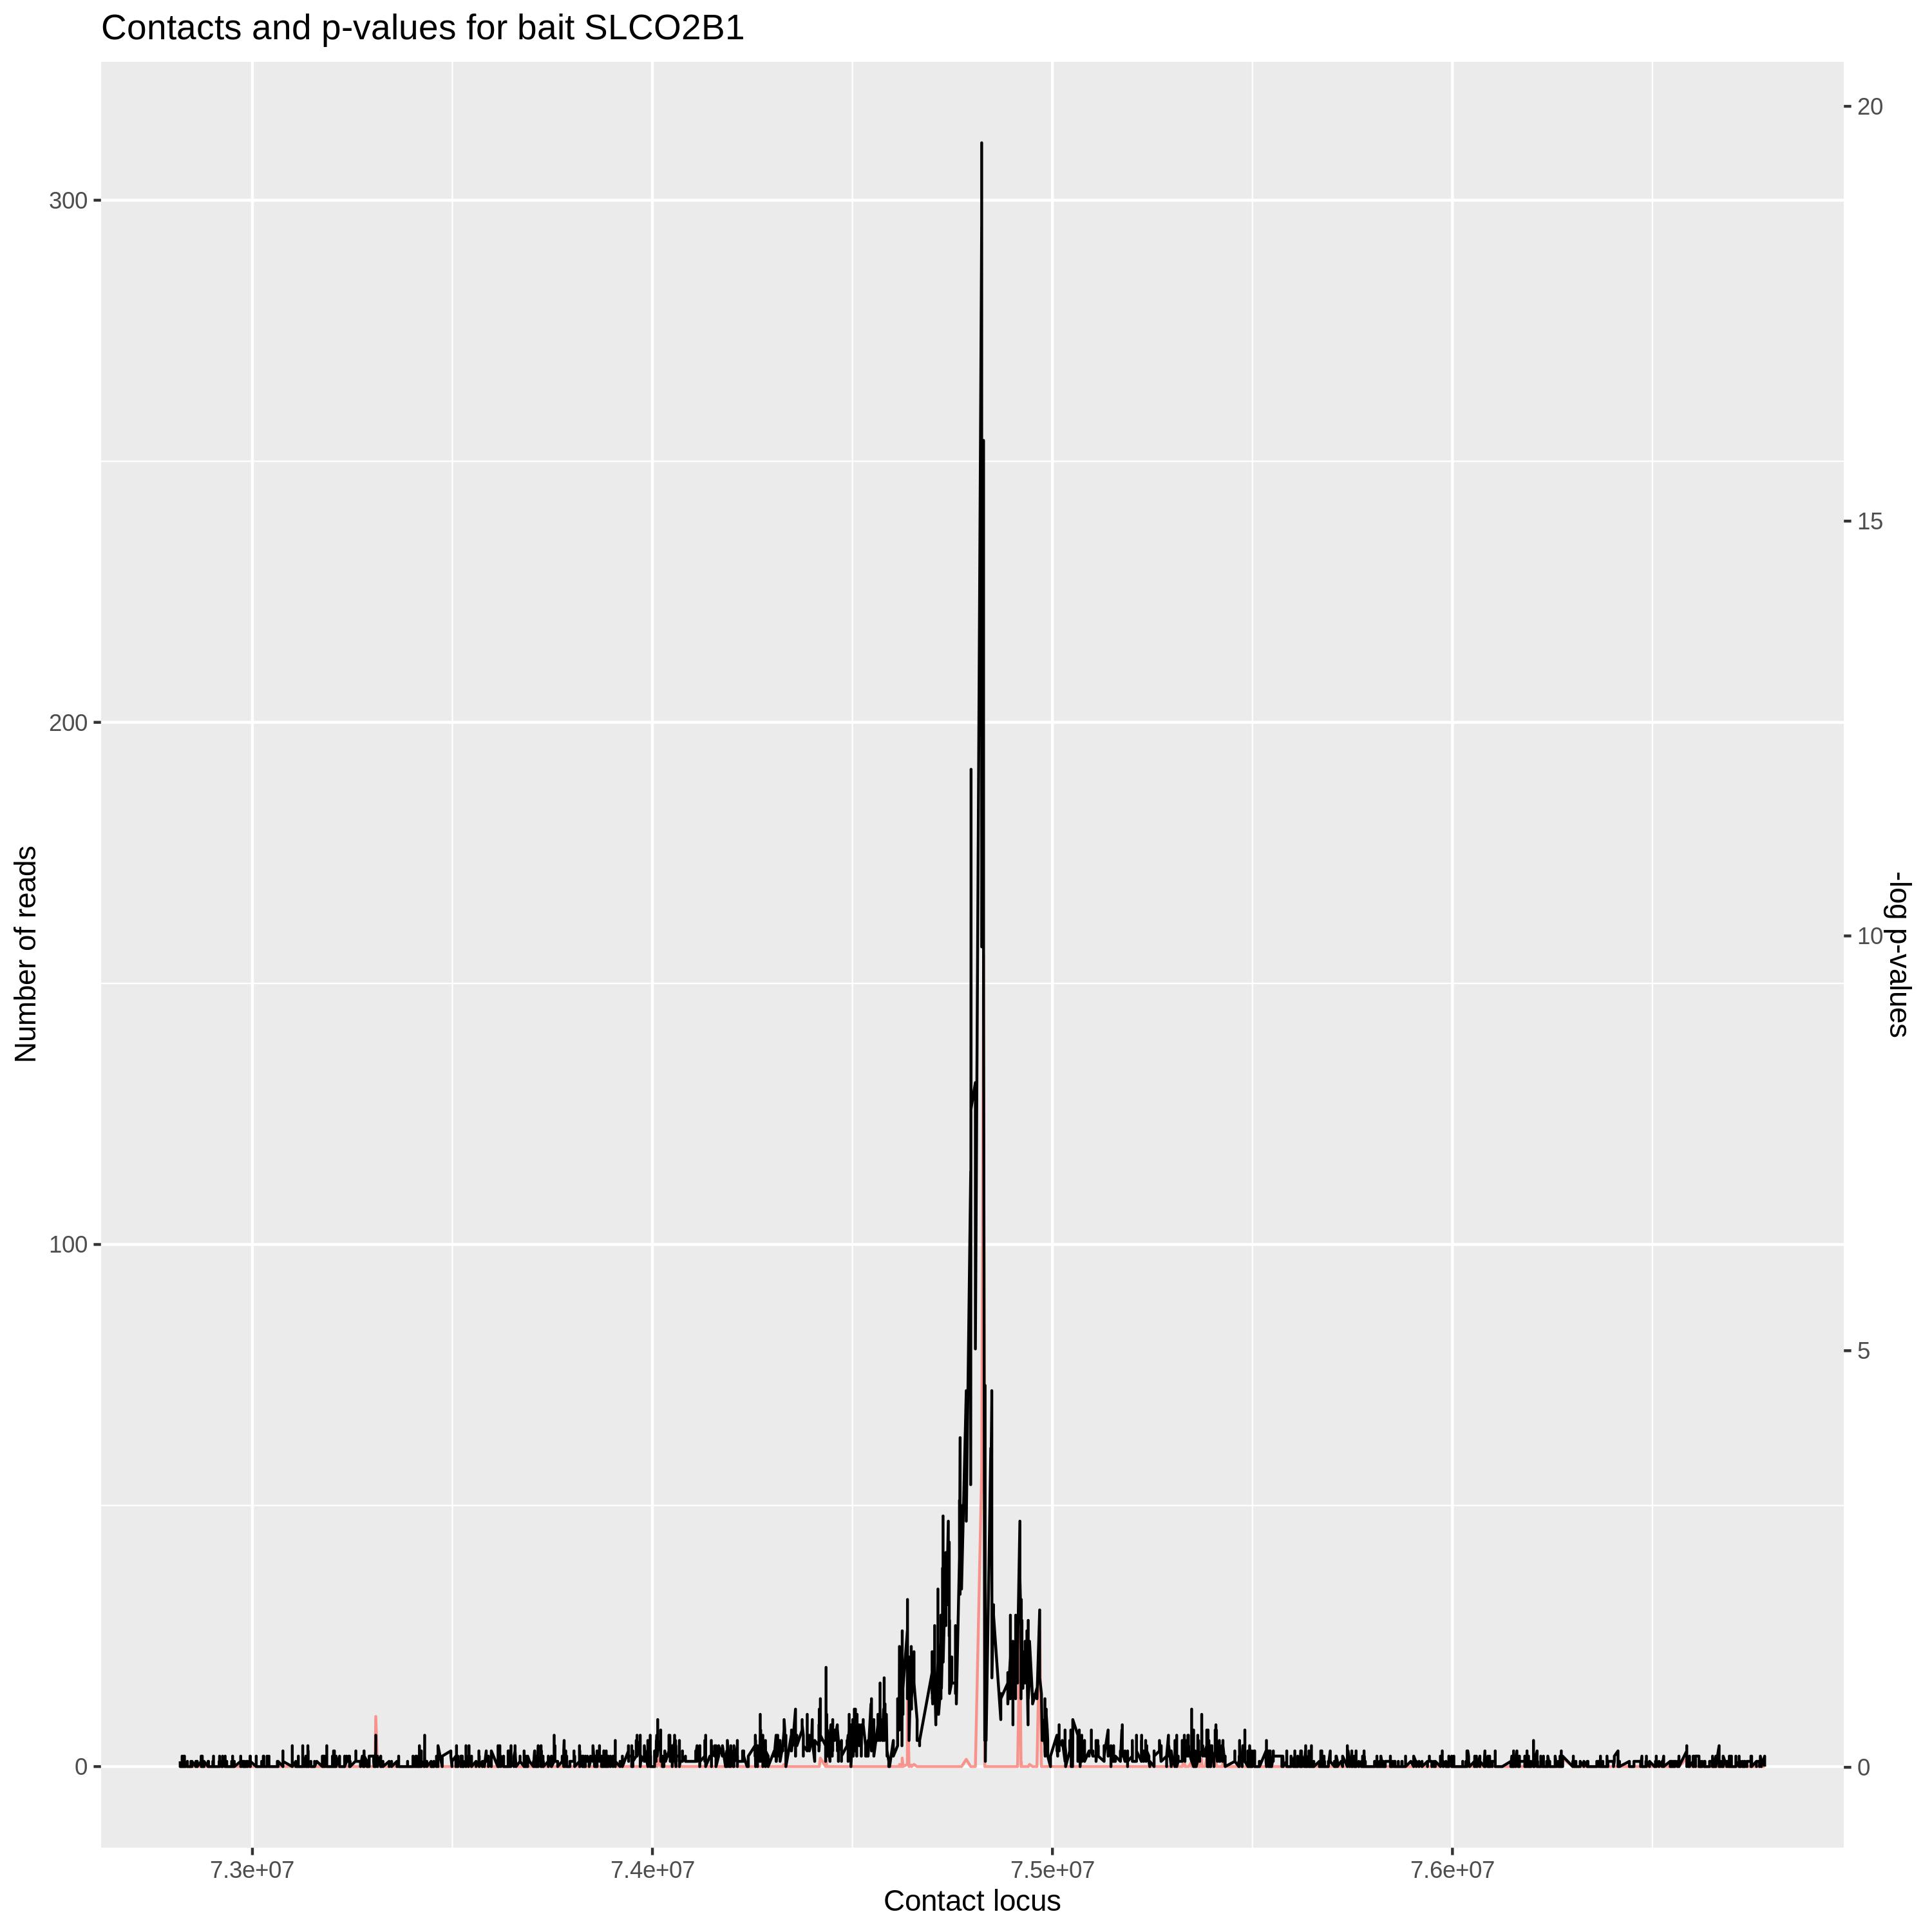 Contacts and p-values for bait SLCO2B1
300
200
100
0
20
15
10
5
0
Number of reads
-log p-values
7.3e+07 7.4e+07 7.5e+07 7.6e+07
Contact locus